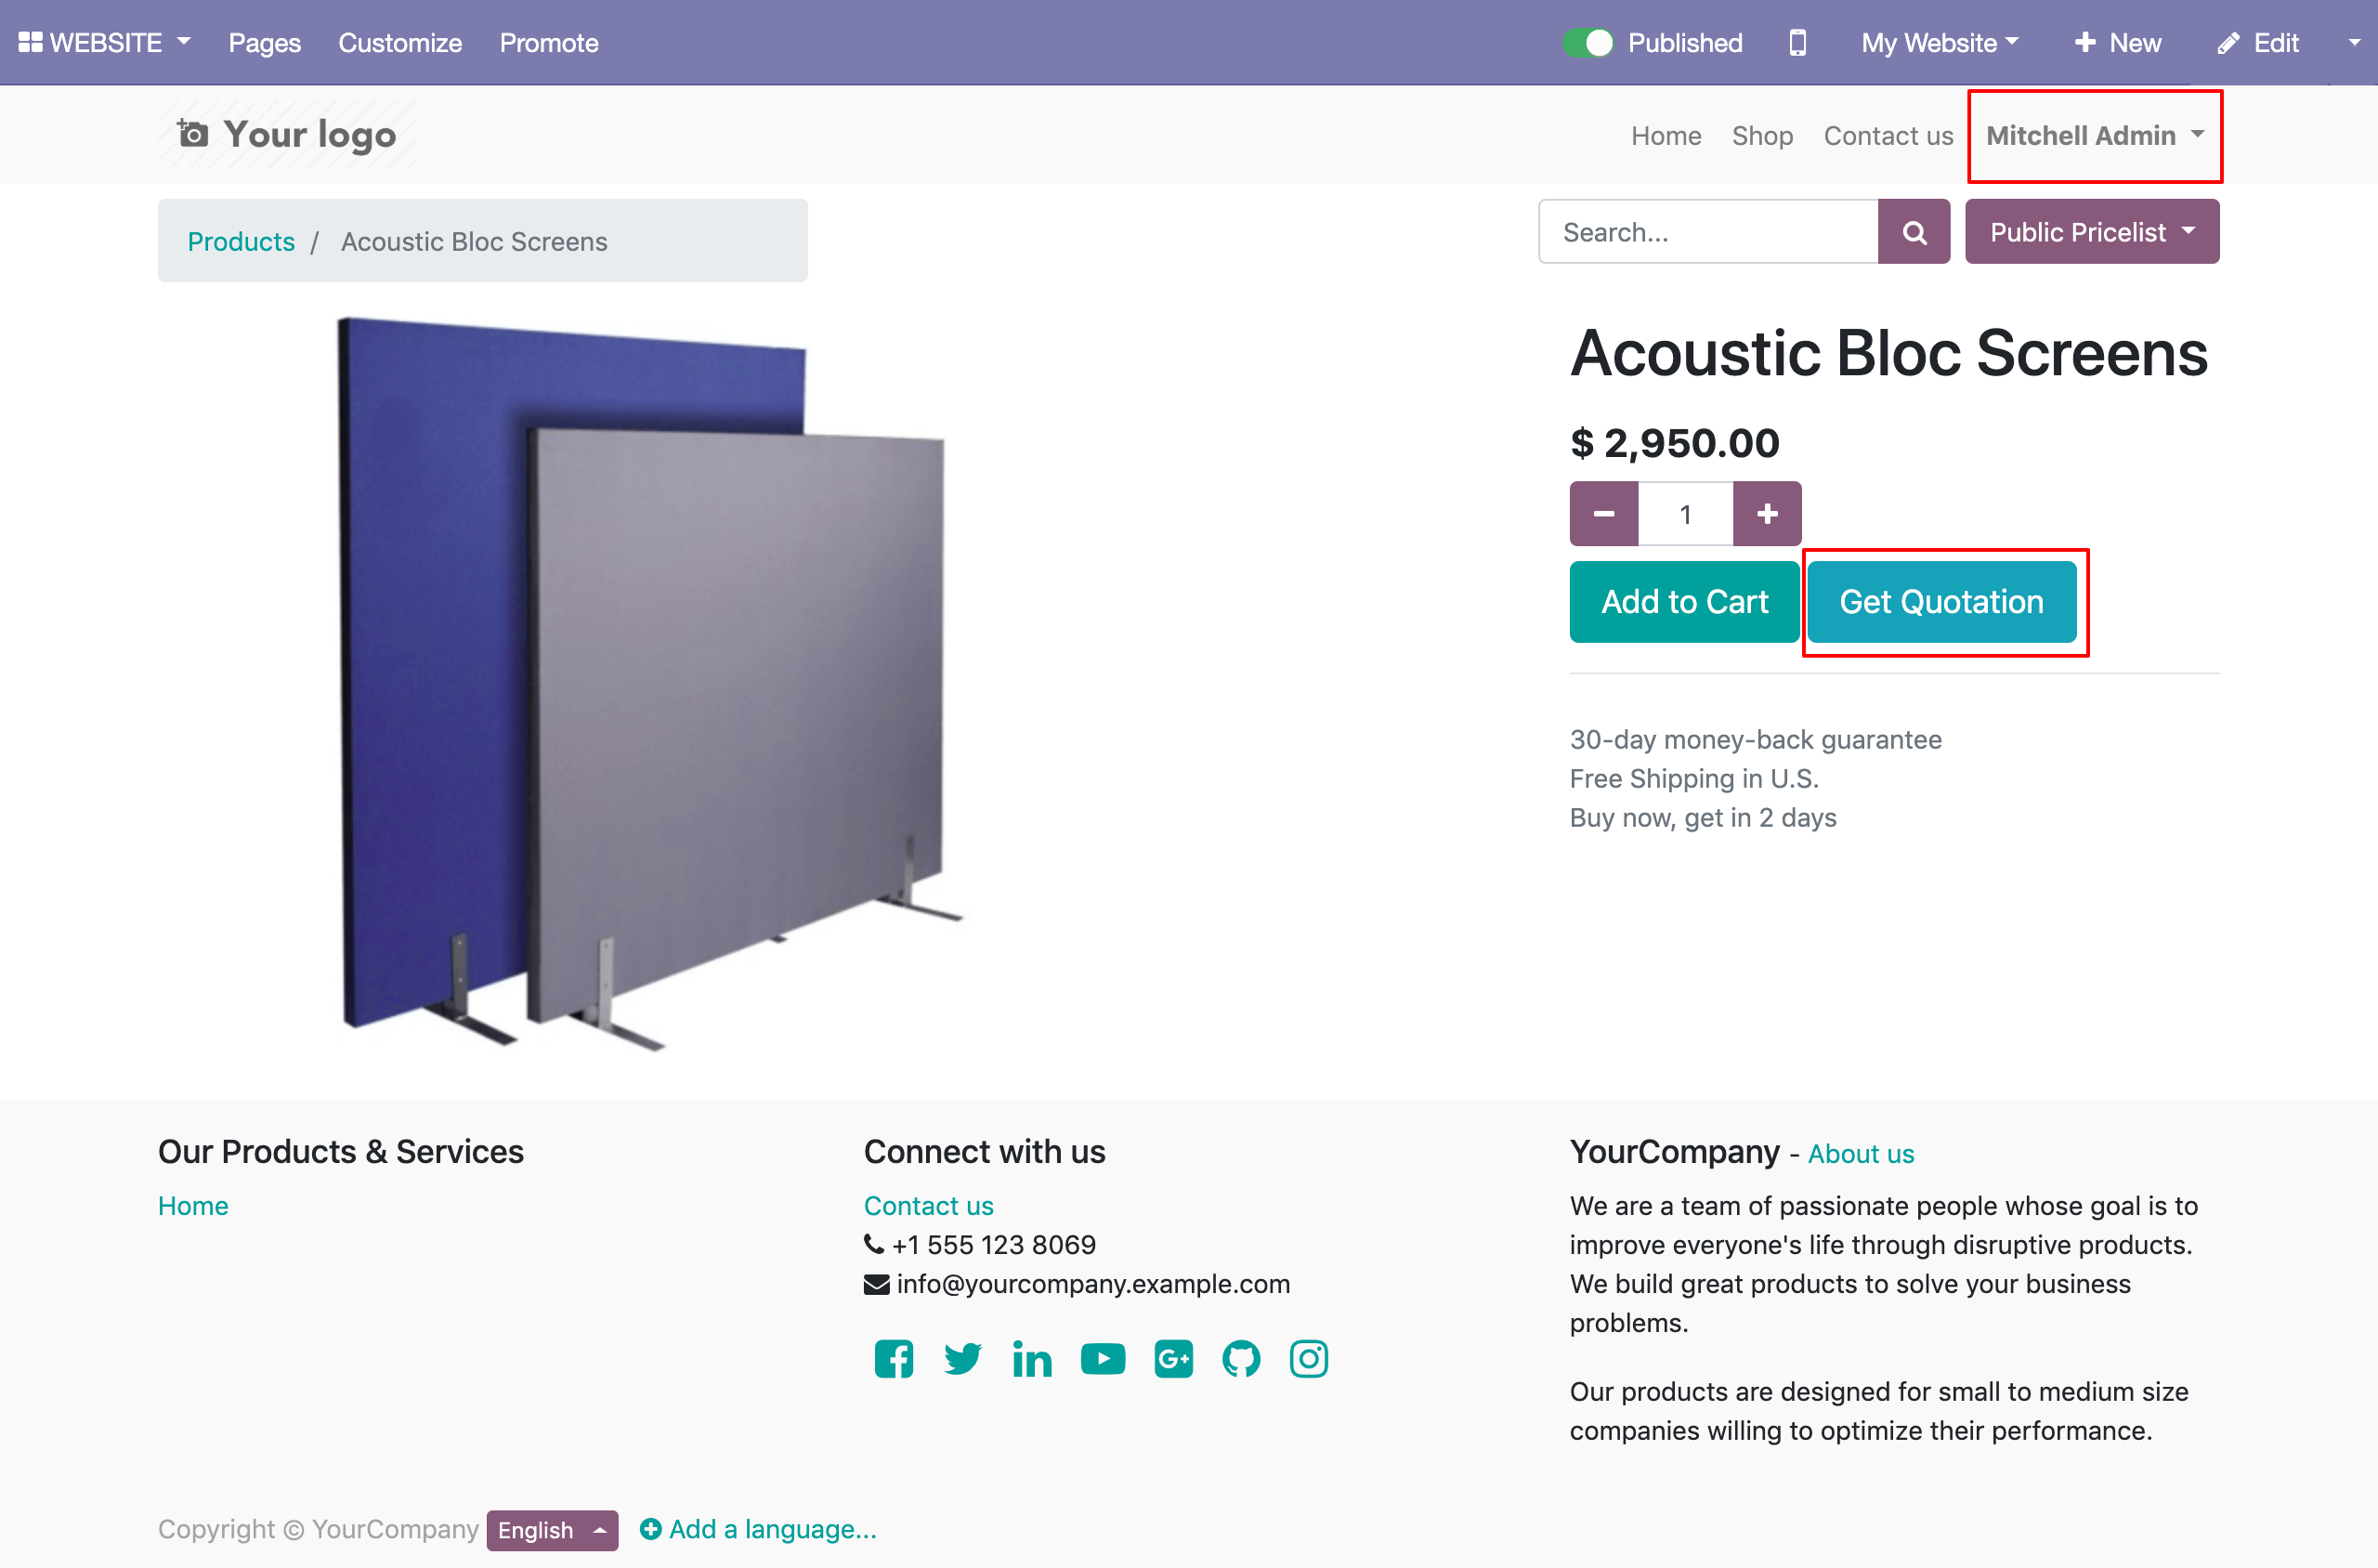 WEBSITE Pages Customize Promote Published My Website New Edit
Your logo Home Shop Contact us Mitchell Admin
Products / Acoustic Bloc Screens Search... Public Pricelist
Acoustic Bloc Screens
$ 2,950.00
1
Add to Cart Get Quotation
30-day money-back guarantee
Free Shipping in U.S.
Buy now, get in 2 days
Our Products & Services
Home
Connect with us
Contact us
+1 555 123 8069
info@yourcompany.example.com
YourCompany - About us
We are a team of passionate people whose goal is to
improve everyone's life through disruptive products.
We build great products to solve your business
problems.
Our products are designed for small to medium size
companies willing to optimize their performance.
Copyright © YourCompany English Add a language...